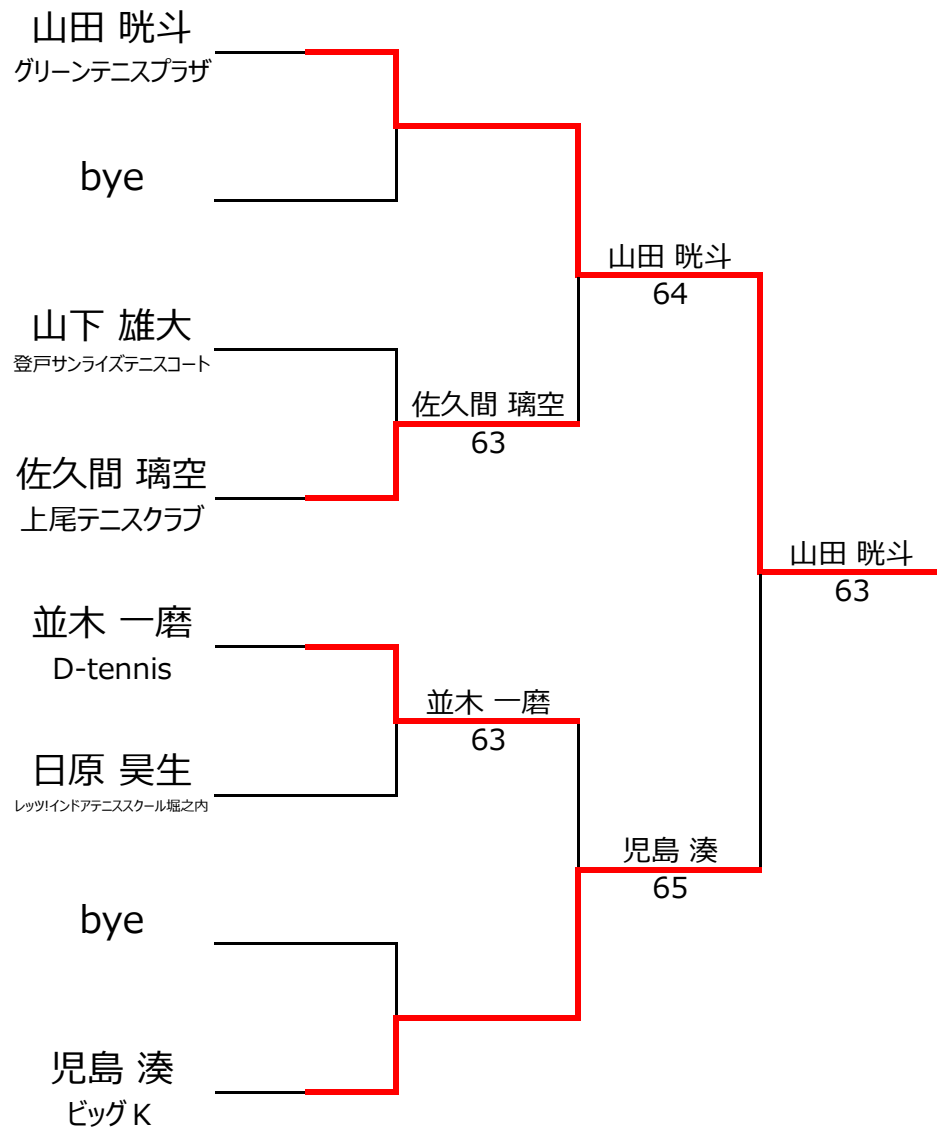 山田 晄斗
グリーンテニスプラザ
bye
山田 晄斗
64
山下 雄大
登戸サンライズテニスコート
佐久間 璃空
63
佐久間 璃空
上尾テニスクラブ
山田 晄斗
63
並木 一磨
D-tennis
並木 一磨
63
日原 昊生
レッツ!インドアテニススクール堀之内
児島 湊
65
bye
児島 湊
ビッグK